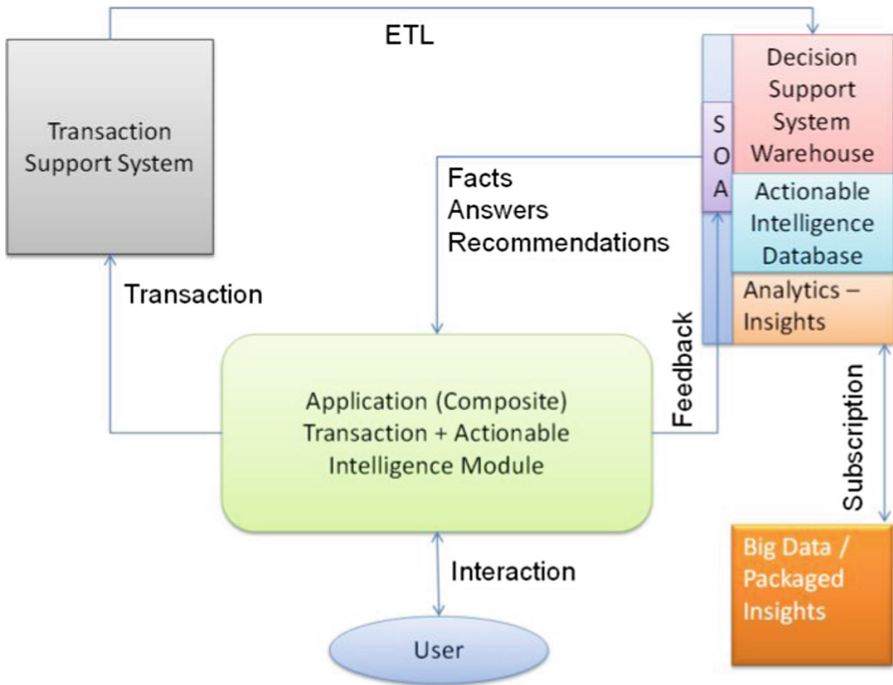 ETL
Transaction
Support System
Decision
Support
System
Warehouse
S
O
A
Actionable
Intelligence
Database
Analytics –
Insights
Facts
Answers
Recommendations
Transaction
Feedback
Subscription
Application (Composite)
Transaction + Actionable
Intelligence Module
Interaction
User
Big Data /
Packaged
Insights